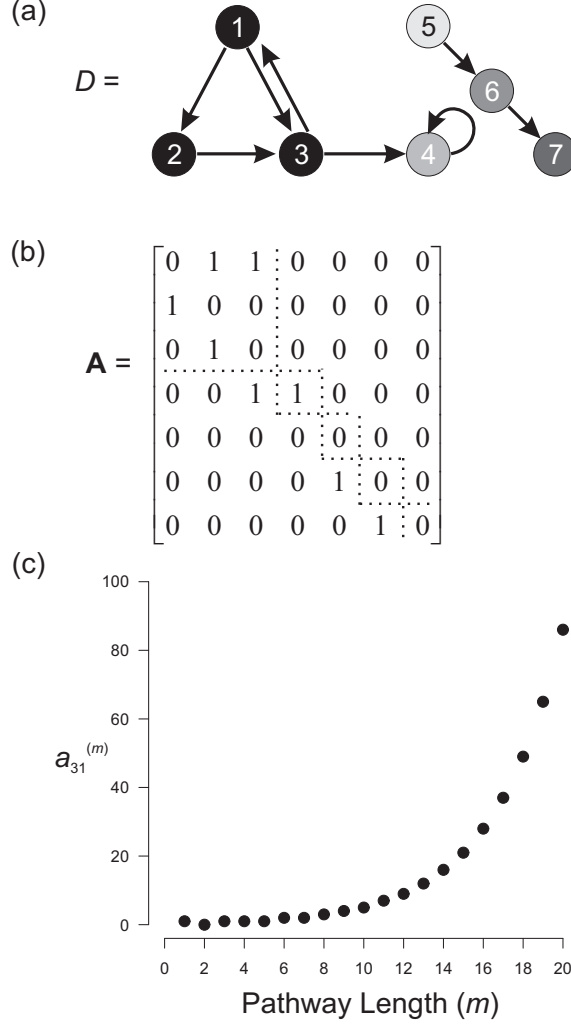 (a)
D =
1
5
6
2
3
4
7
(b)
A =
0 1 1 0 0 0 0
1 0 0 0 0 0 0
0 1 0 0 0 0 0
0 0 1 1 0 0 0
0 0 0 0 0 0 0
0 0 0 0 1 0 0
0 0 0 0 0 1 0
(c)
100
80
60
40
20
0
a31(m)
0 2 4 6 8 10 12 14 16 18 20
Pathway Length (m)